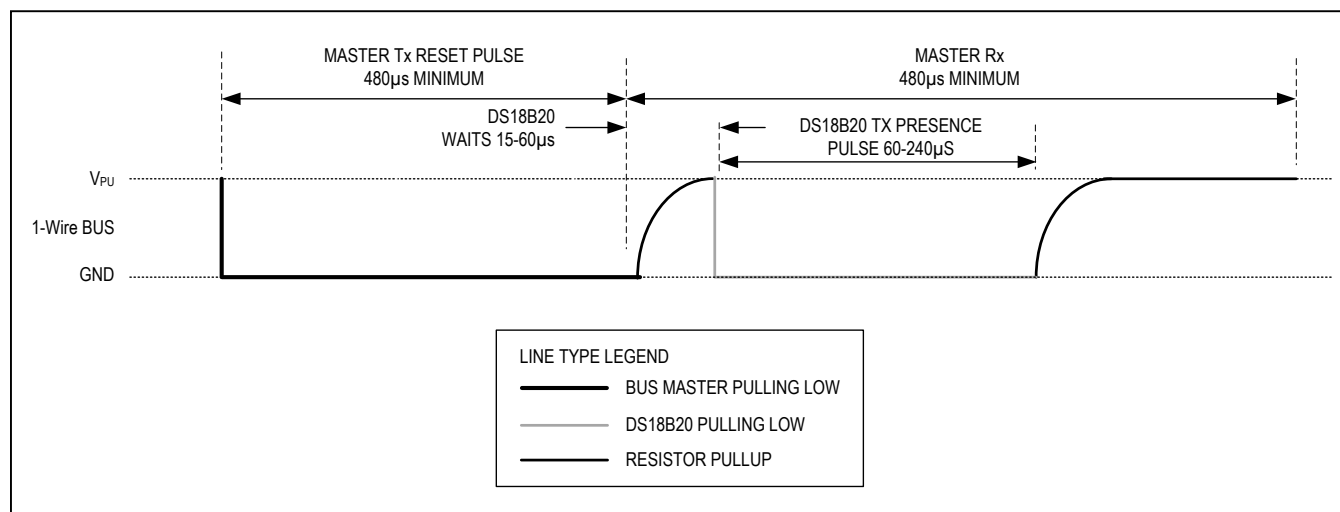 MASTER Tx RESET PULSE
480µs MINIMUM
MASTER Rx
480µs MINIMUM
DS18B20
WAITS 15-60µs
DS18B20 TX PRESENCE
PULSE 60-240µS
VPU
1-Wire BUS
GND
LINE TYPE LEGEND
BUS MASTER PULLING LOW
DS18B20 PULLING LOW
RESISTOR PULLUP